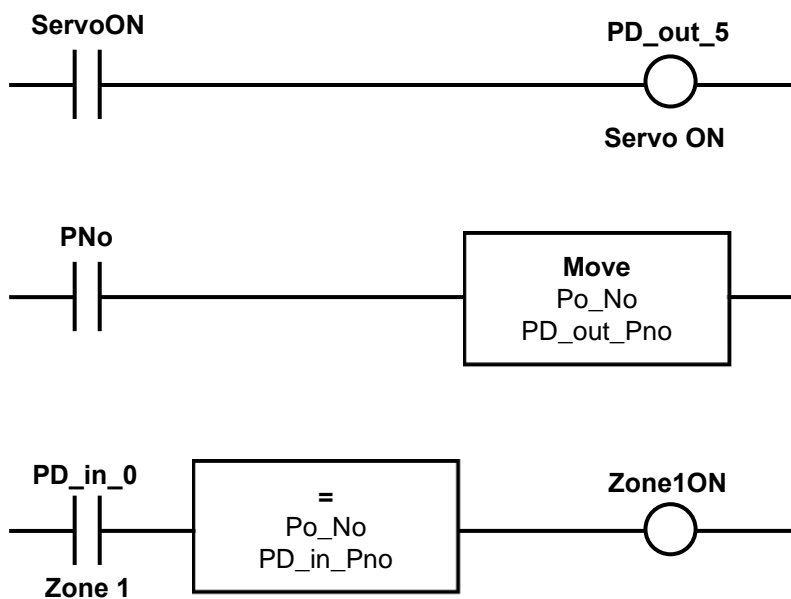 ServoON
PD_out_5
Servo ON
PNo
Move
Po_No
PD_out_Pno
PD_in_0
Zone 1
=
Po_No
PD_in_Pno
Zone1ON